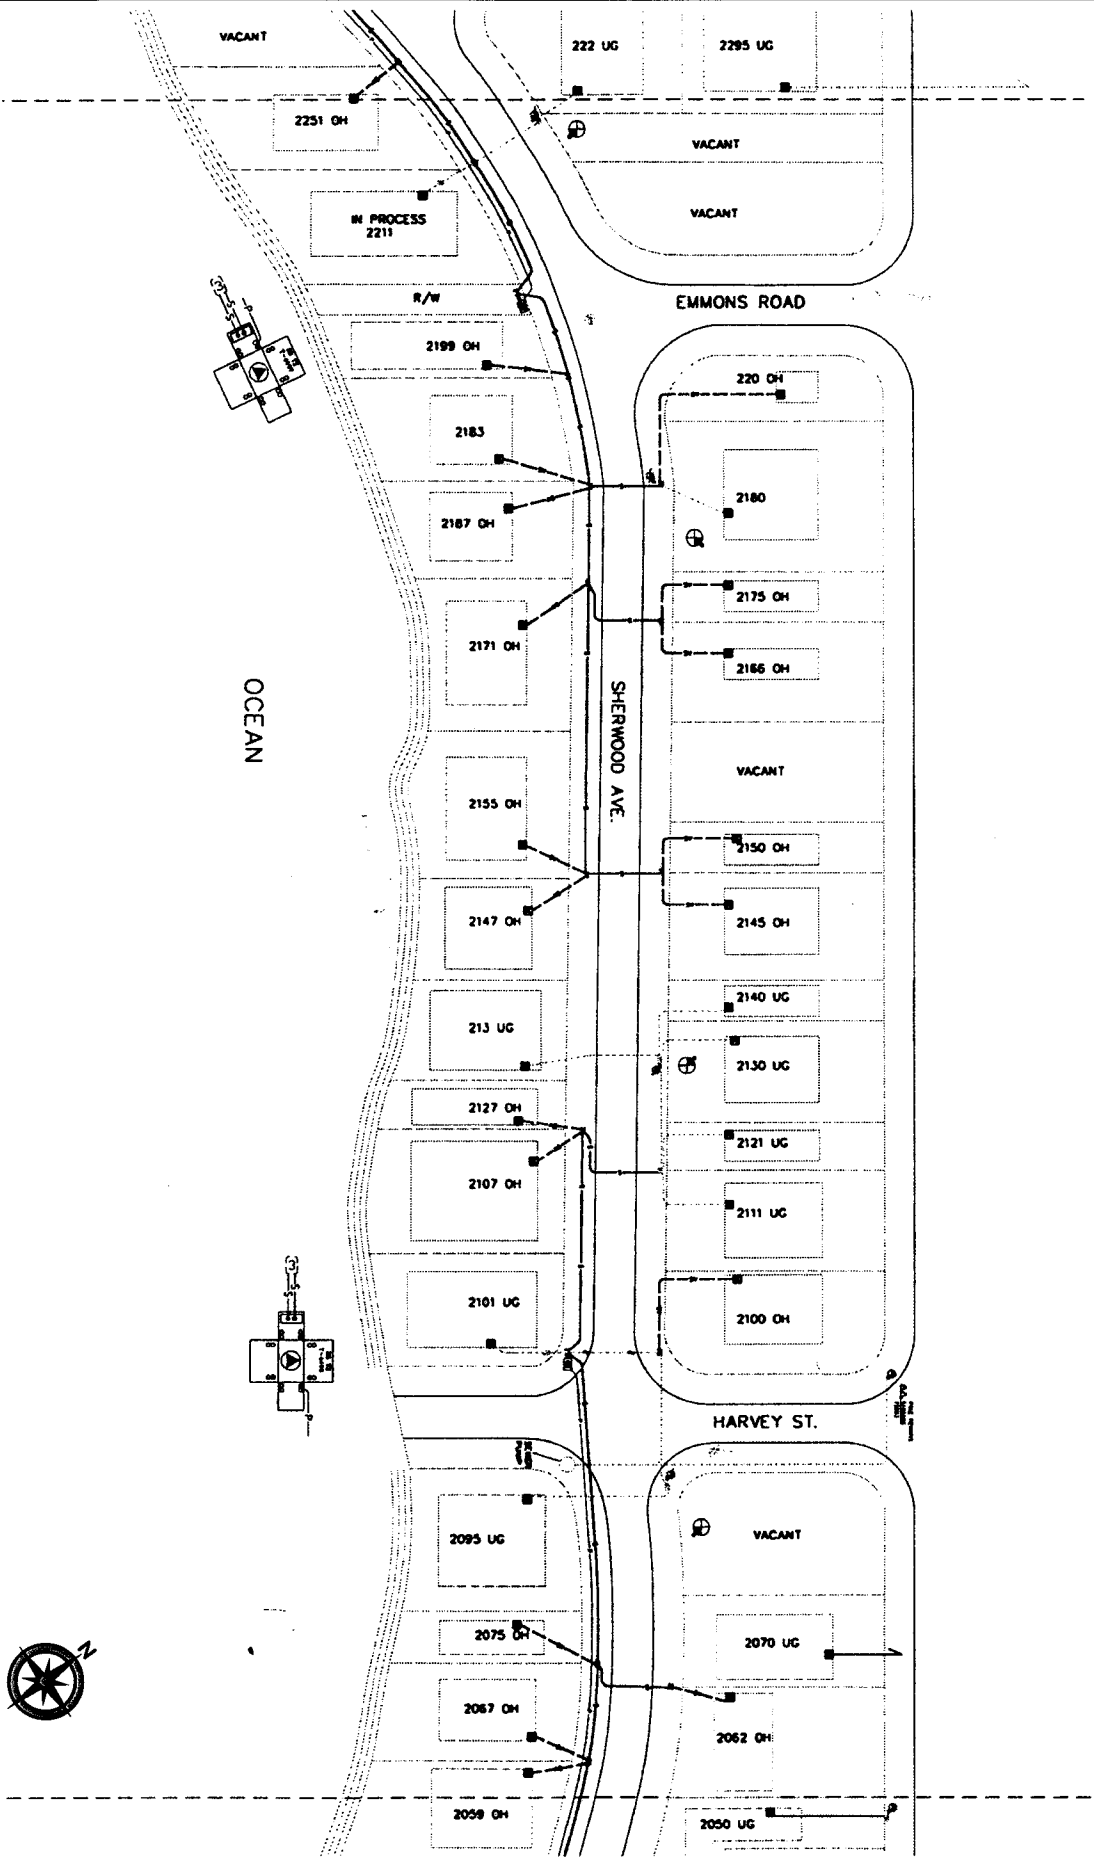 VACANT
222 UG
2295 UG
2251 OH
VACANT
IN PROCESS
2211
VACANT
R/W
EMMONS ROAD
2199 OH
220 OH
2183
2180
2187 OH
2175 OH
2171 OH
2166 OH
OCEAN
SHERWOOD AVE.
VACANT
2155 OH
2150 OH
2147 OH
2145 OH
2140 UG
213 UG
2130 UG
2127 OH
2121 UG
2107 OH
2111 UG
2101 UG
2100 OH
HARVEY ST.
2095 UG
VACANT
2075 OH
2070 UG
2067 OH
2062 OH
2059 OH
2050 UG
N